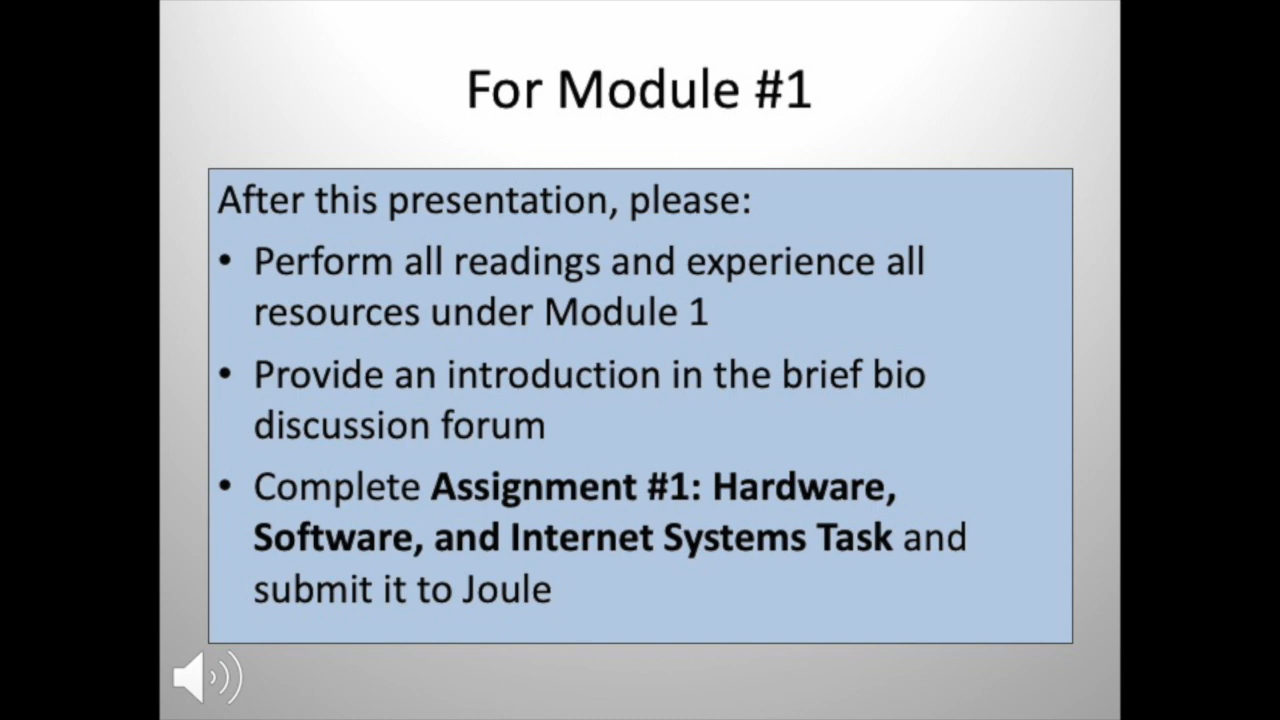 For Module #1
After this presentation, please:
• Perform all readings and experience all
resources under Module 1
• Provide an introduction in the brief bio
discussion forum
• Complete Assignment #1: Hardware,
Software, and Internet Systems Task and
submit it to Joule